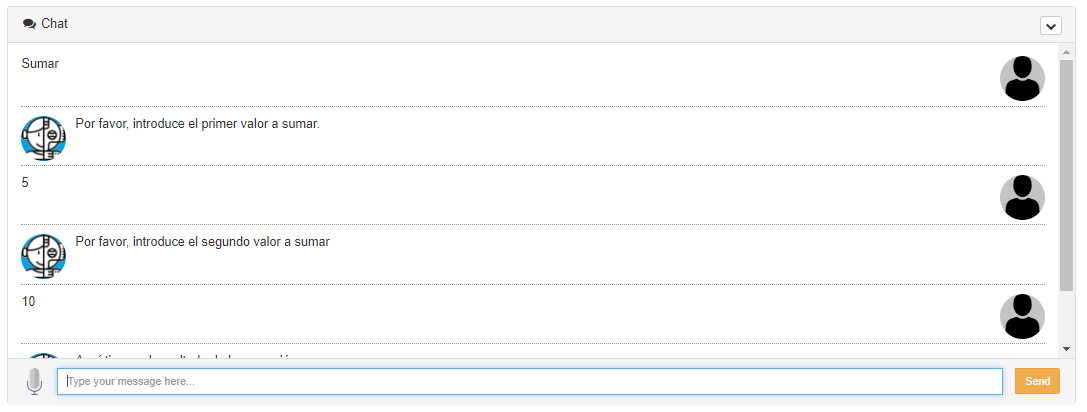 Chat
Sumar
Por favor, introduce el primer valor a sumar.
5
Por favor, introduce el segundo valor a sumar
10
Type your message here...
Send